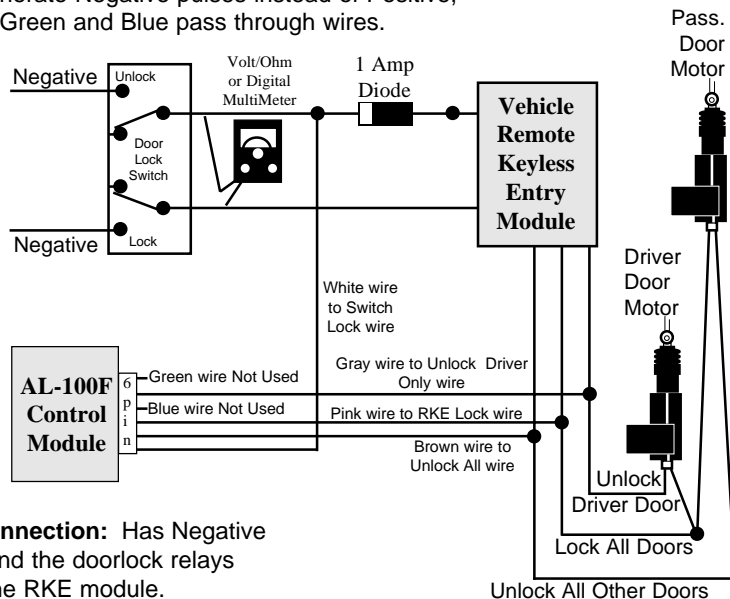 nerate Negative pulses instead of Positive,
Green and Blue pass through wires.
Pass.
Door
Motor
Negative
Unlock
Volt/Ohm
or Digital
MultiMeter
1 Amp
Diode
Vehicle
Remote
Keyless
Entry
Module
Door
Lock
Switch
Negative
Lock
Driver
Door
Motor
White wire
to Switch
Lock wire
AL-100F
Control
Module
6
p
i
n
Green wire Not Used
Gray wire to Unlock Driver
Only wire
Blue wire Not Used
Pink wire to RKE Lock wire
Brown wire to
Unlock All wire
Unlock
Driver Door
Lock All Doors
Unlock All Other Doors
nnection: Has Negative
nd the doorlock relays
he RKE module.